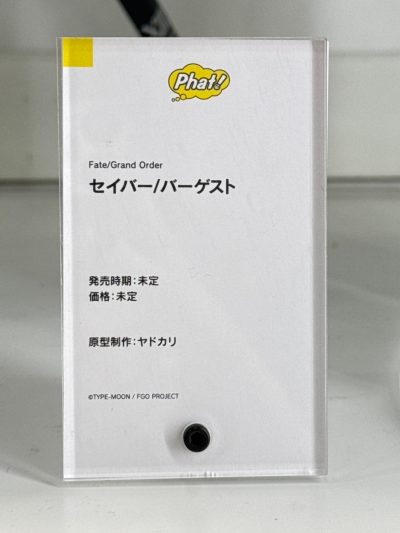 Phat!
Fate/Grand Order
セイバー/バーゲスト
発売時期:未定
価格:未定
原型制作:ヤドカリ
©TYPE-MOON / FGO PROJECT